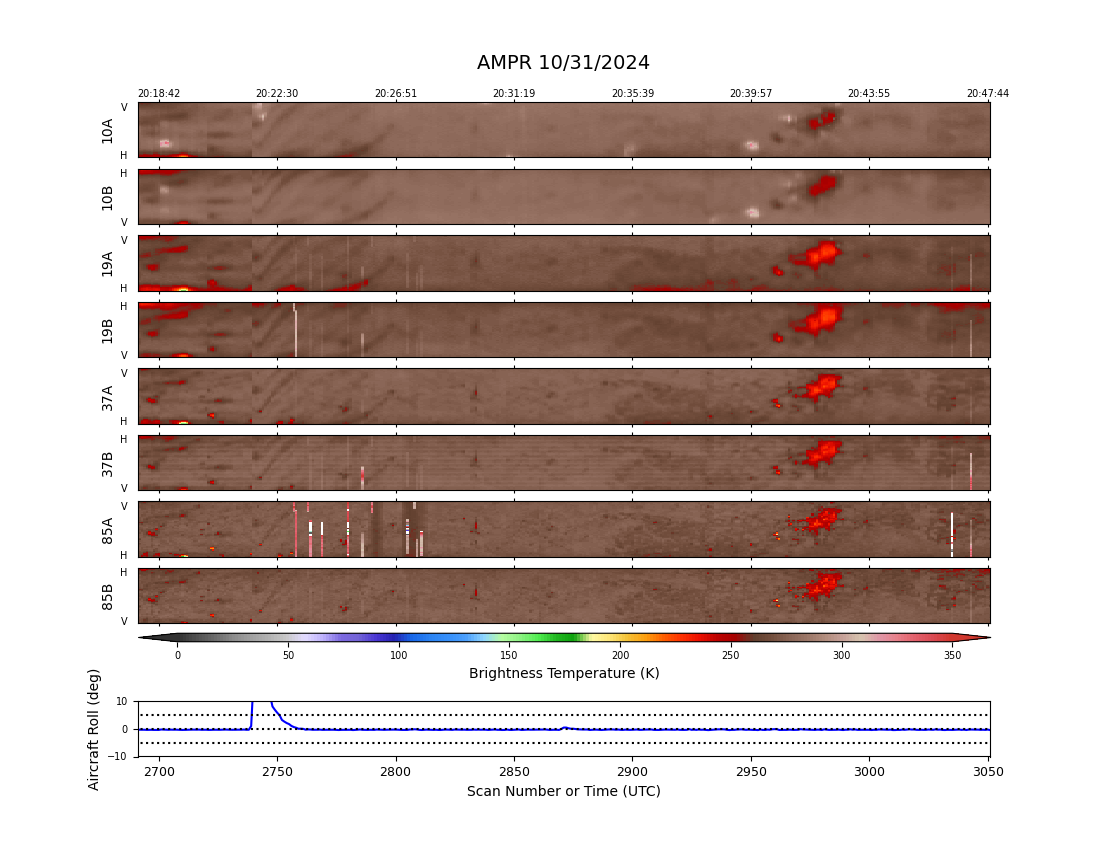 AMPR 10/31/2024
20:18:42 20:22:30 20:26:51 20:31:19 20:35:39 20:39:57 20:43:55 20:47:44
V
10A
H
H
10B
V
V
19A
H
H
19B
V
V
37A
H
H
37B
V
V
85A
H
H
85B
V
0 50 100 150 200 250 300 350
Brightness Temperature (K)
Aircraft Roll (deg)
10
0
−10
2700 2750 2800 2850 2900 2950 3000 3050
Scan Number or Time (UTC)